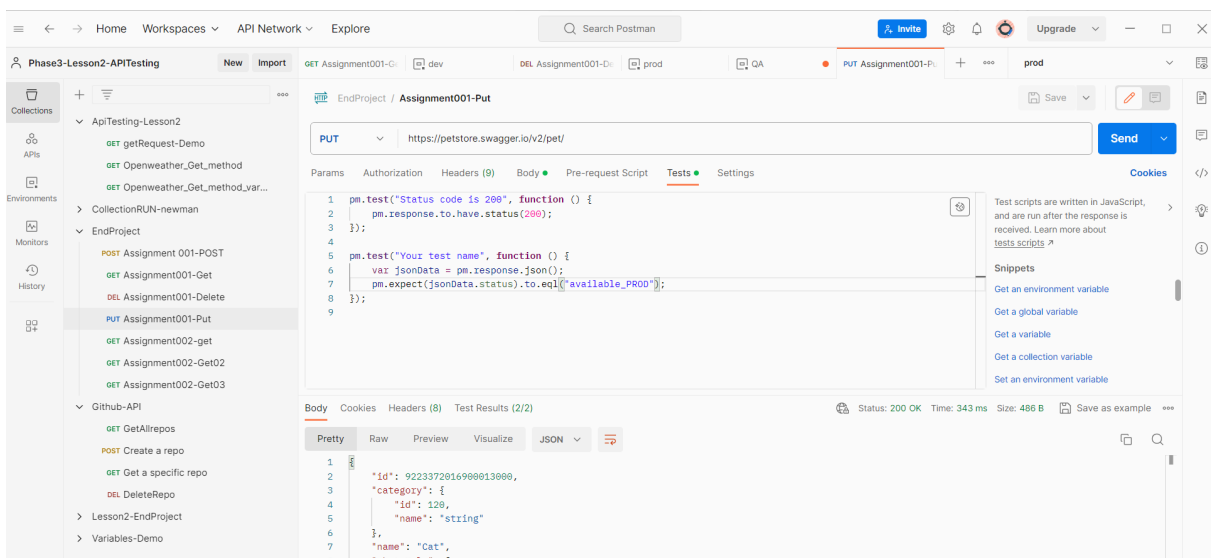 Home Workspaces API Network Explore Search Postman Invite Upgrade
Phase3-Lesson2-APITesting New Import GET Assignment001-Ge dev DEL Assignment001-De prod QA PUT Assignment001-Pu prod
Collections
APIs
Environments
Monitors
History
ApiTesting-Lesson2
GET getRequest-Demo
GET Openweather_Get_method
GET Openweather_Get_method_var...
CollectionRUN-newman
EndProject
POST Assignment 001-POST
GET Assignment001-Get
DEL Assignment001-Delete
PUT Assignment001-Put
GET Assignment002-get
GET Assignment002-Get02
GET Assignment002-Get03
Github-API
GET GetAllrepos
POST Create a repo
GET Get a specific repo
DEL DeleteRepo
Lesson2-EndProject
Variables-Demo
HTTP EndProject / Assignment001-Put Save
PUT https://petstore.swagger.io/v2/pet/ Send
Params Authorization Headers (9) Body Pre-request Script Tests Settings Cookies
1 pm.test("Status code is 200", function () {
2 pm.response.to.have.status(200);
3 });
4
5 pm.test("Your test name", function () {
6 var jsonData = pm.response.json();
7 pm.expect(jsonData.status).to.eql("available_PROD");
8 });
9
Test scripts are written in JavaScript,
and are run after the response is
received. Learn more about
tests scripts
Snippets
Get an environment variable
Get a global variable
Get a variable
Get a collection variable
Set an environment variable
Body Cookies Headers (8) Test Results (2/2) Status: 200 OK Time: 343 ms Size: 486 B Save as example
Pretty Raw Preview Visualize JSON
1 {
2 "id": 9223372016900013000,
3 "category": {
4 "id": 120,
5 "name": "string"
6 },
7 "name": "Cat",